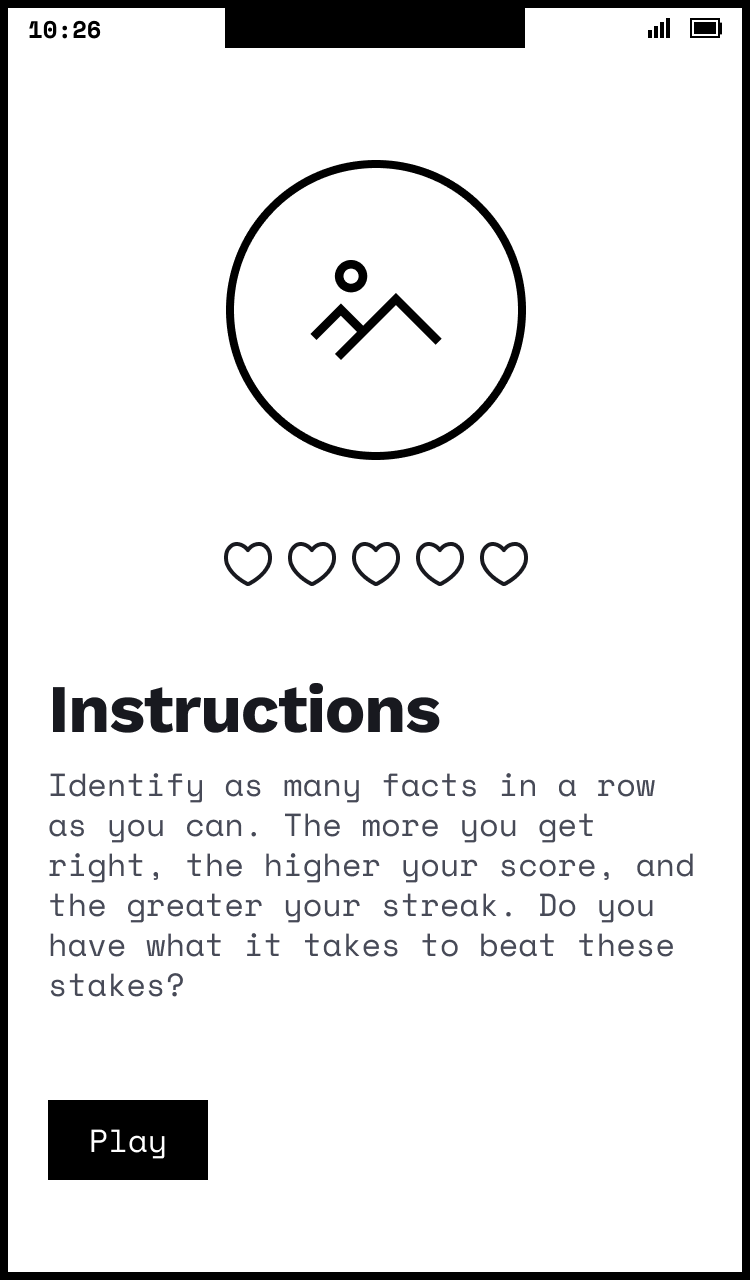 10:26
Instructions
Identify as many facts in a row
as you can. The more you get
right, the higher your score, and
the greater your streak. Do you
have what it takes to beat these
stakes?
Play